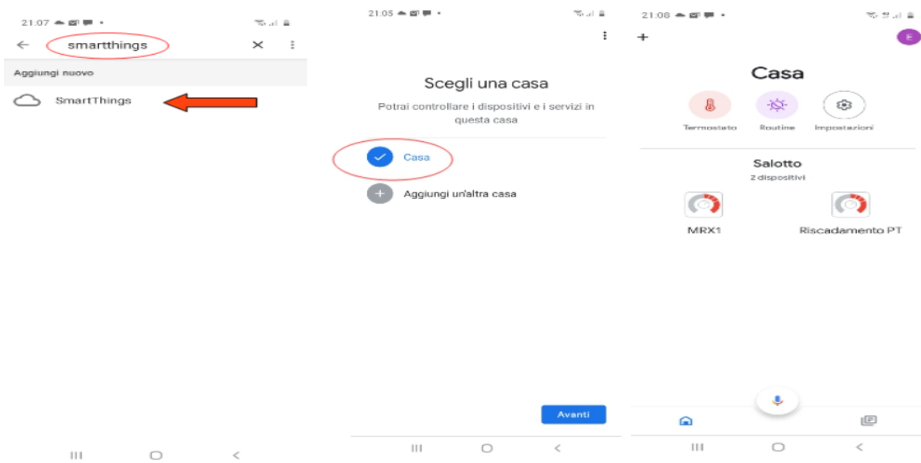 21:07
smartthings
Aggiungi nuovo
SmartThings
21:05
Scegli una casa
Potrai controllare i dispositivi e i servizi in
questa casa
Casa
Aggiungi un'altra casa
Avanti
21:08
E
Casa
Termostato Routine Impostazioni
Salotto
2 dispositivi
MRX1 Riscadamento PT